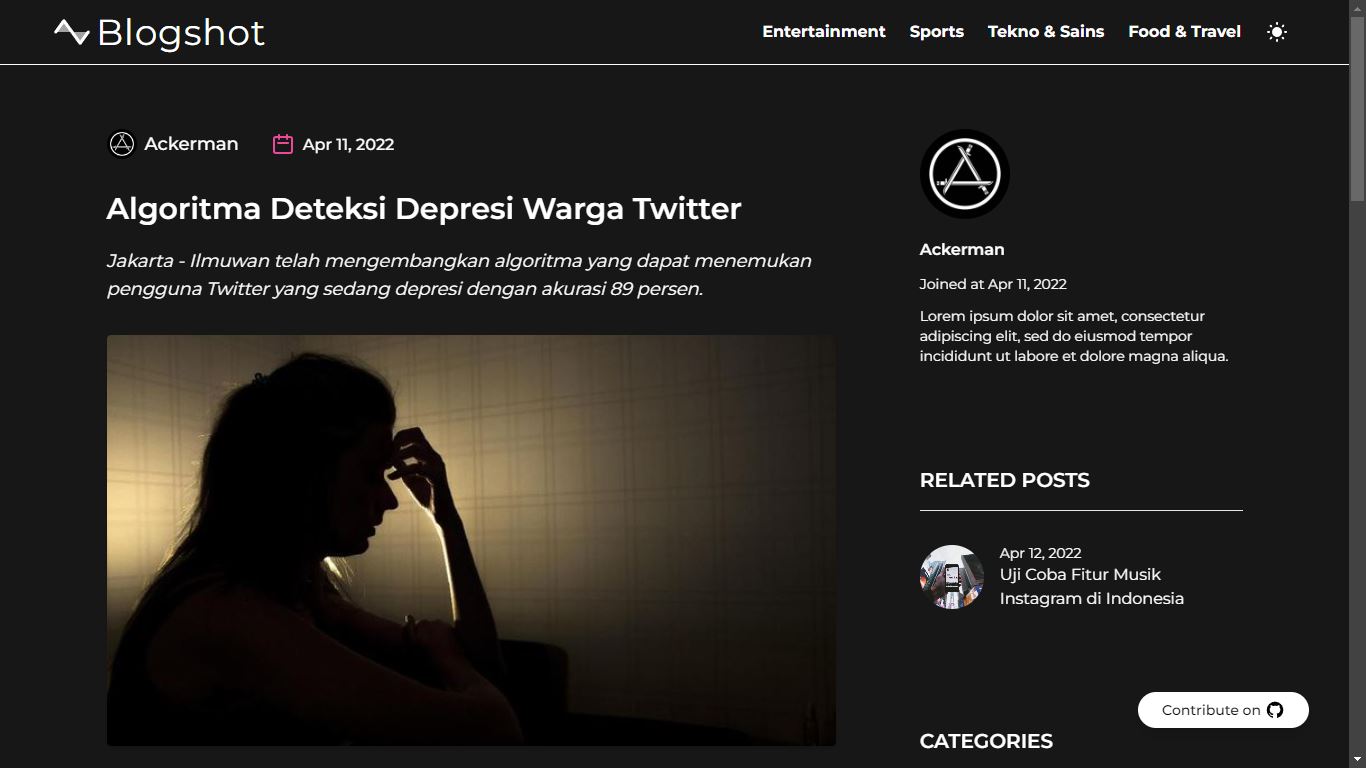 Blogshot
Entertainment
Sports
Tekno & Sains
Food & Travel
Ackerman
Apr 11, 2022
Algoritma Deteksi Depresi Warga Twitter
Jakarta - Ilmuwan telah mengembangkan algoritma yang dapat menemukan
pengguna Twitter yang sedang depresi dengan akurasi 89 persen.
Ackerman
Joined at Apr 11, 2022
Lorem ipsum dolor sit amet, consectetur
adipiscing elit, sed do eiusmod tempor
incididunt ut labore et dolore magna aliqua.
RELATED POSTS
Apr 12, 2022
Uji Coba Fitur Musik
Instagram di Indonesia
Contribute on
CATEGORIES